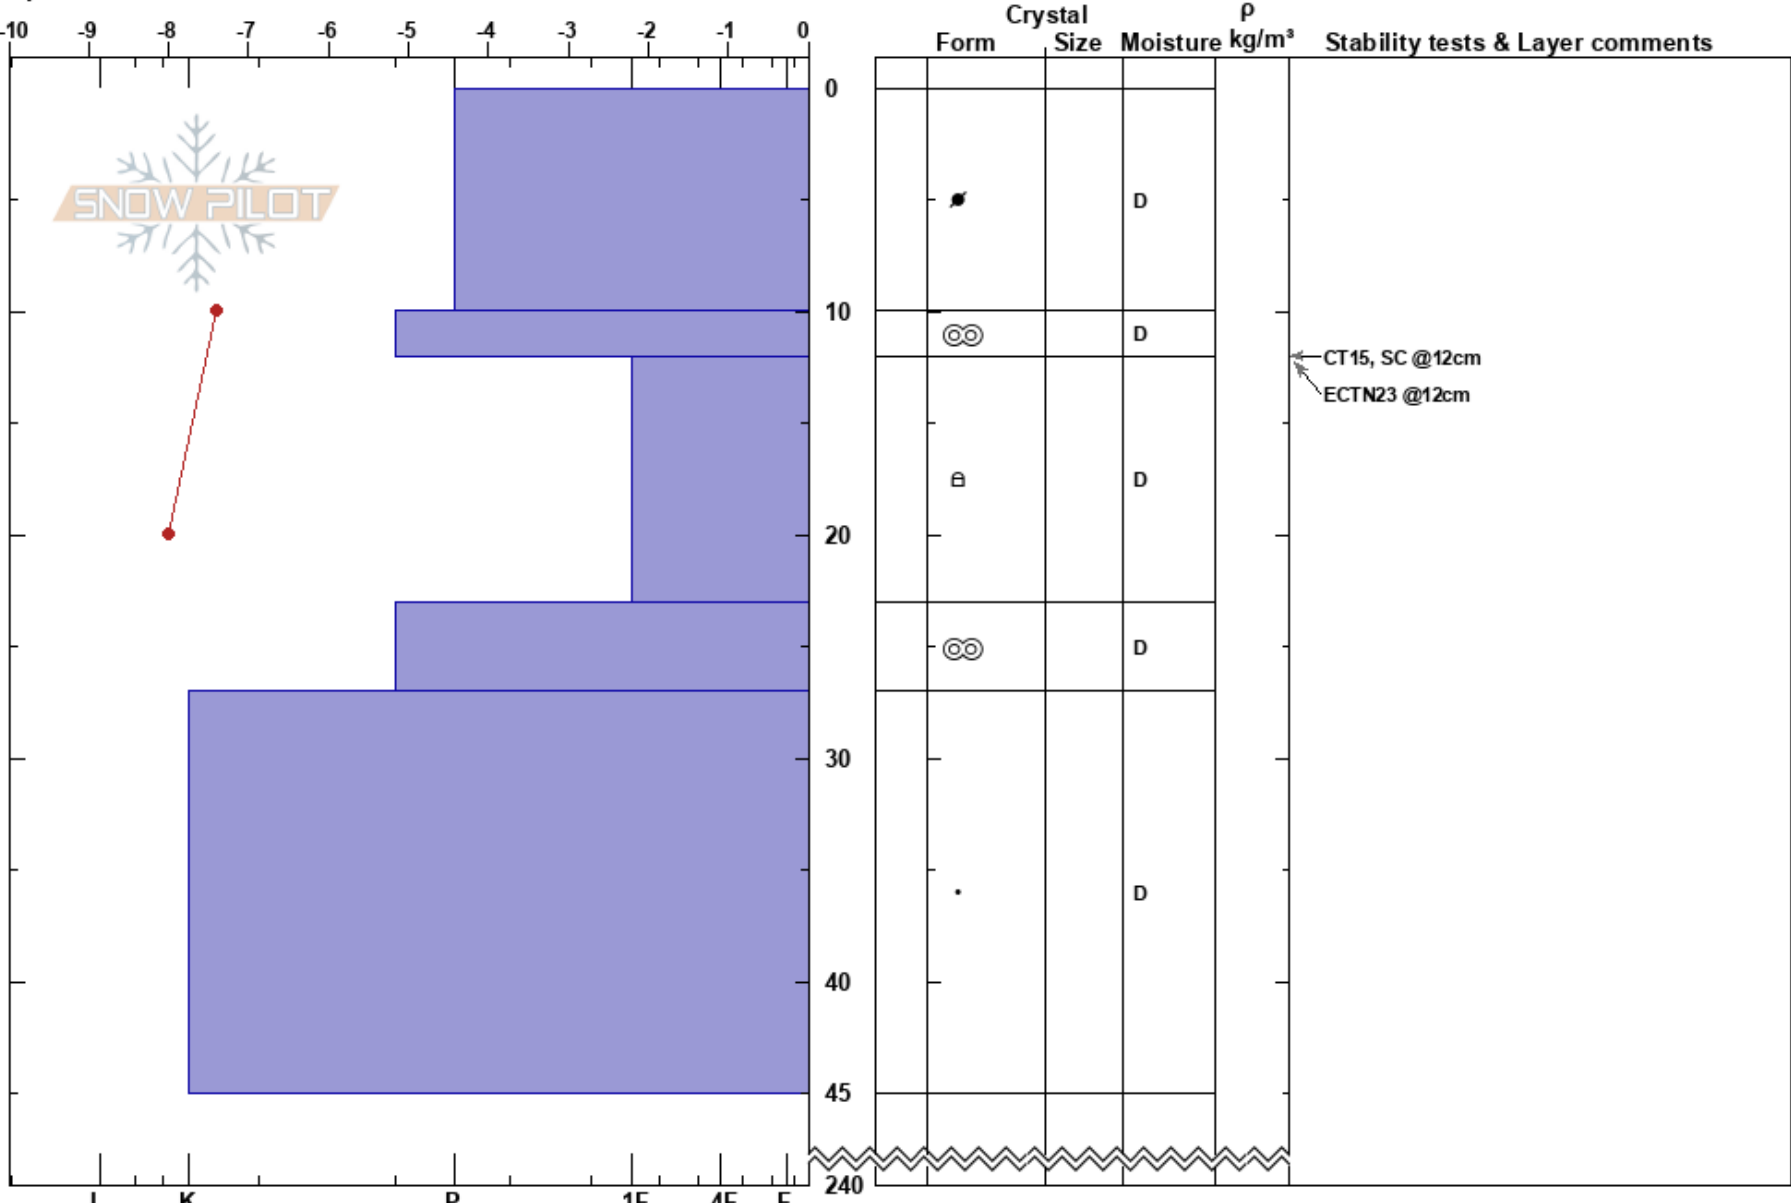 -10 -9 -8 -7 -6 -5 -4 -3 -2 -1 0
Crystal
ρ
Form Size Moisture kg/m³ Stability tests & Layer comments
0
SNOW PILOT
D
10
D
CT15, SC @12cm
ECTN23 @12cm
D
20
D
30
D
40
45
240
I K P 1F 4F F